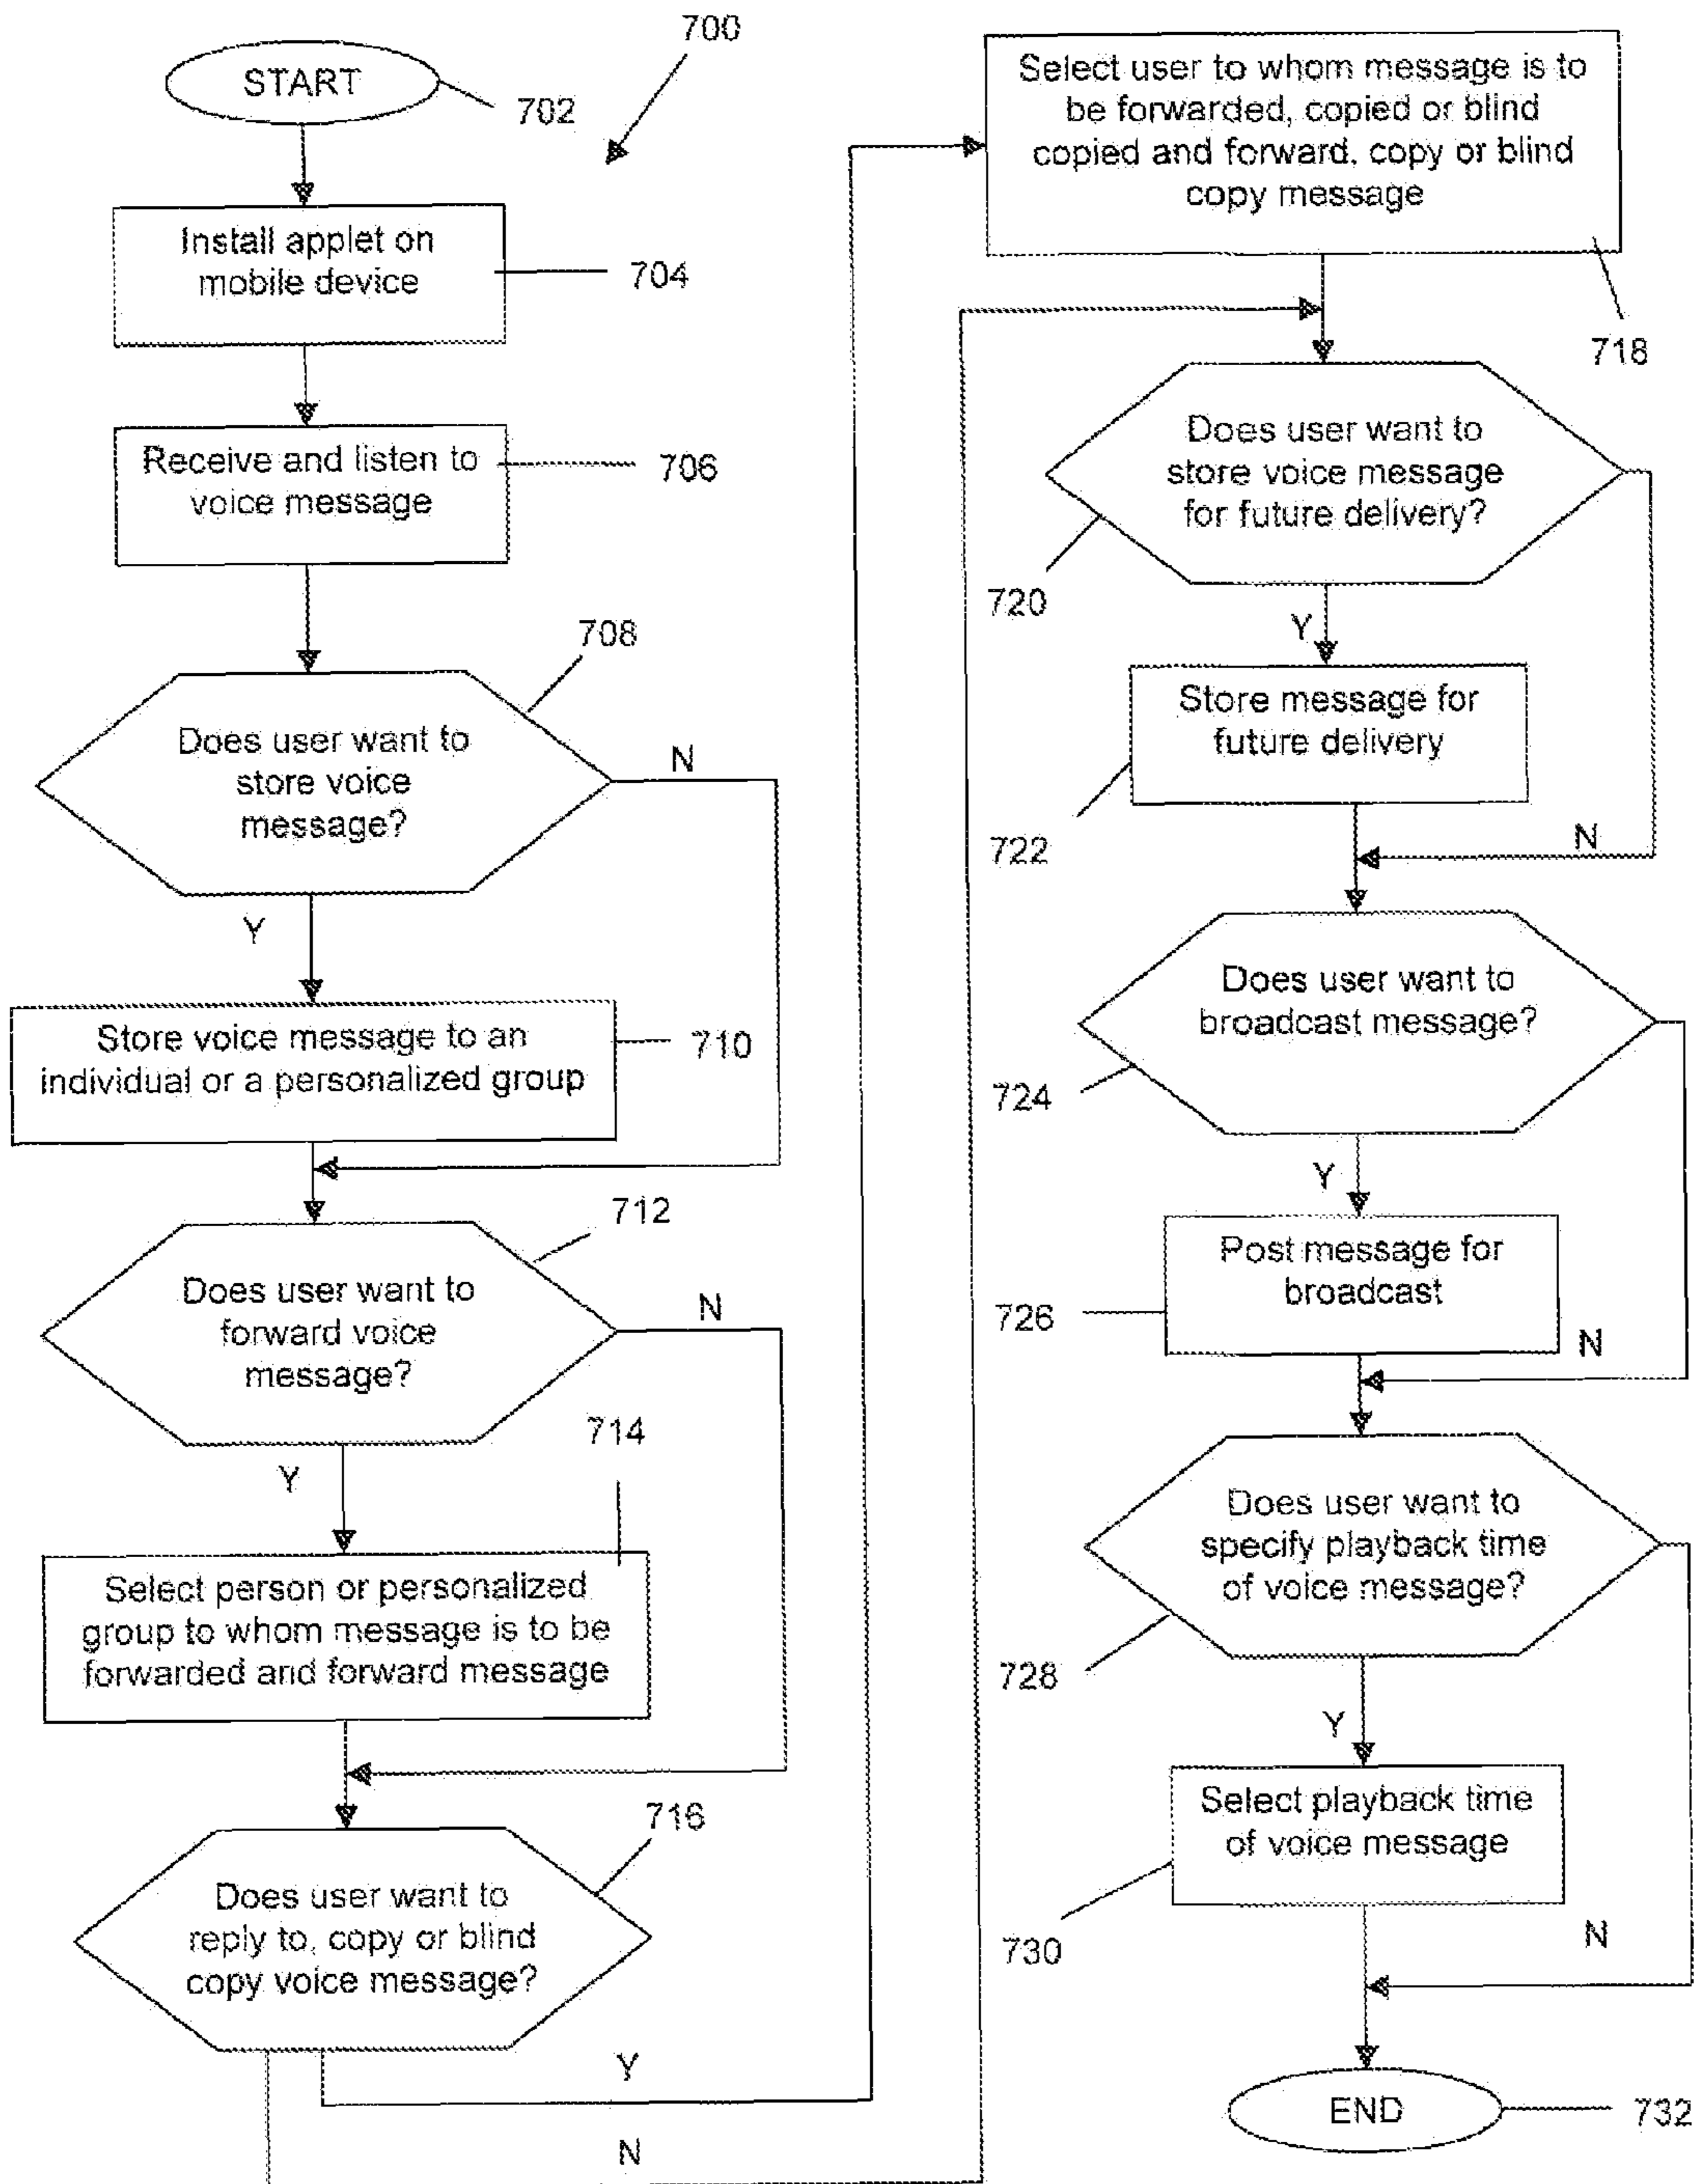 700
START
702
Install applet on
mobile device
704
Receive and listen to
voice message
706
708
Does user want to
store voice
message?
N
Y
Store voice message to an
individual or a personalized group
710
712
Does user want to
forward voice
message?
N
714
Y
Select person or personalized
group to whom message is to be
forwarded and forward message
716
Does user want to
reply to, copy or blind
copy voice message?
Y
N
Select user to whom message is to
be forwarded, copied or blind
copied and forward, copy or blind
copy message
718
Does user want to
store voice message
for future delivery?
720
Y
Store message for
future delivery
722
N
Does user want to
broadcast message?
724
Y
Post message for
broadcast
726
N
Does user want to
specify playback time
of voice message?
728
Y
Select playback time
of voice message
730
N
END
732